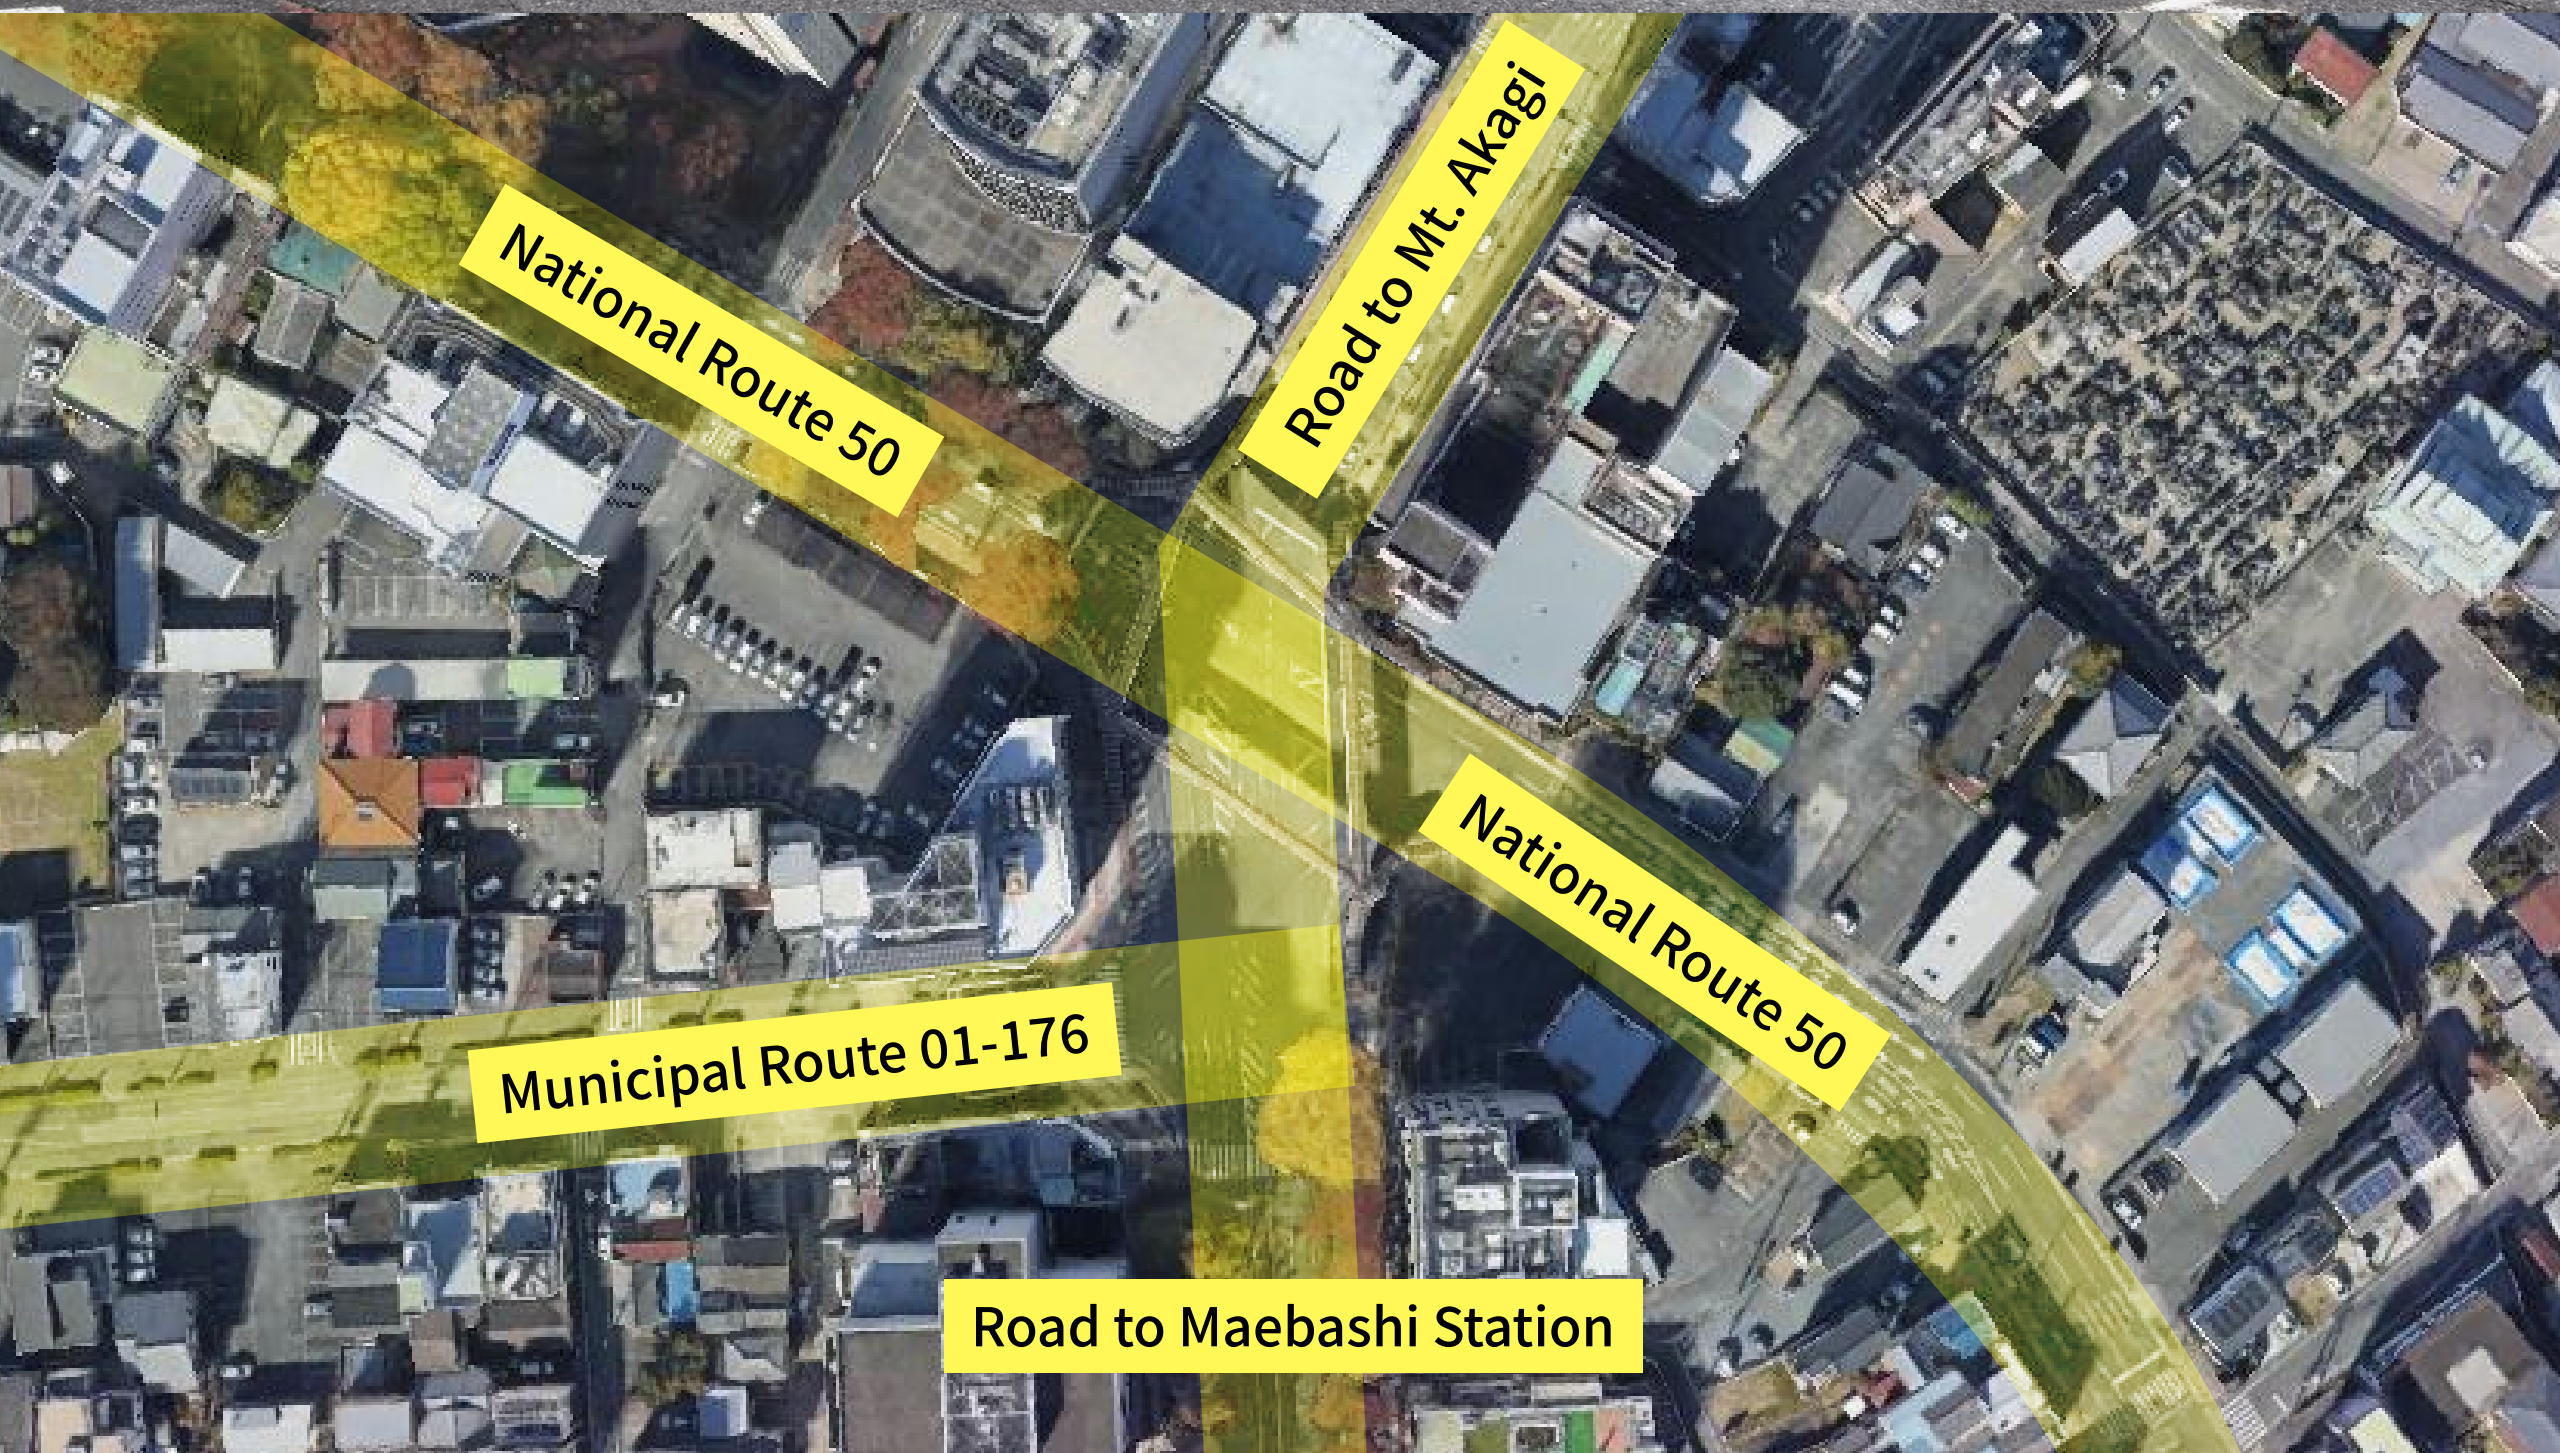 Road to Mt. Akagi
National Route 50
National Route 50
Municipal Route 01-176
Road to Maebashi Station